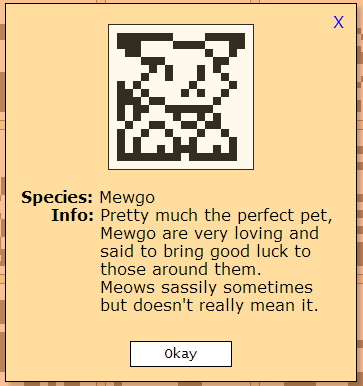 X
Species: Mewgo
Info: Pretty much the perfect pet,
Mewgo are very loving and
said to bring good luck to
those around them.
Meows sassily sometimes
but doesn't really mean it.
Okay